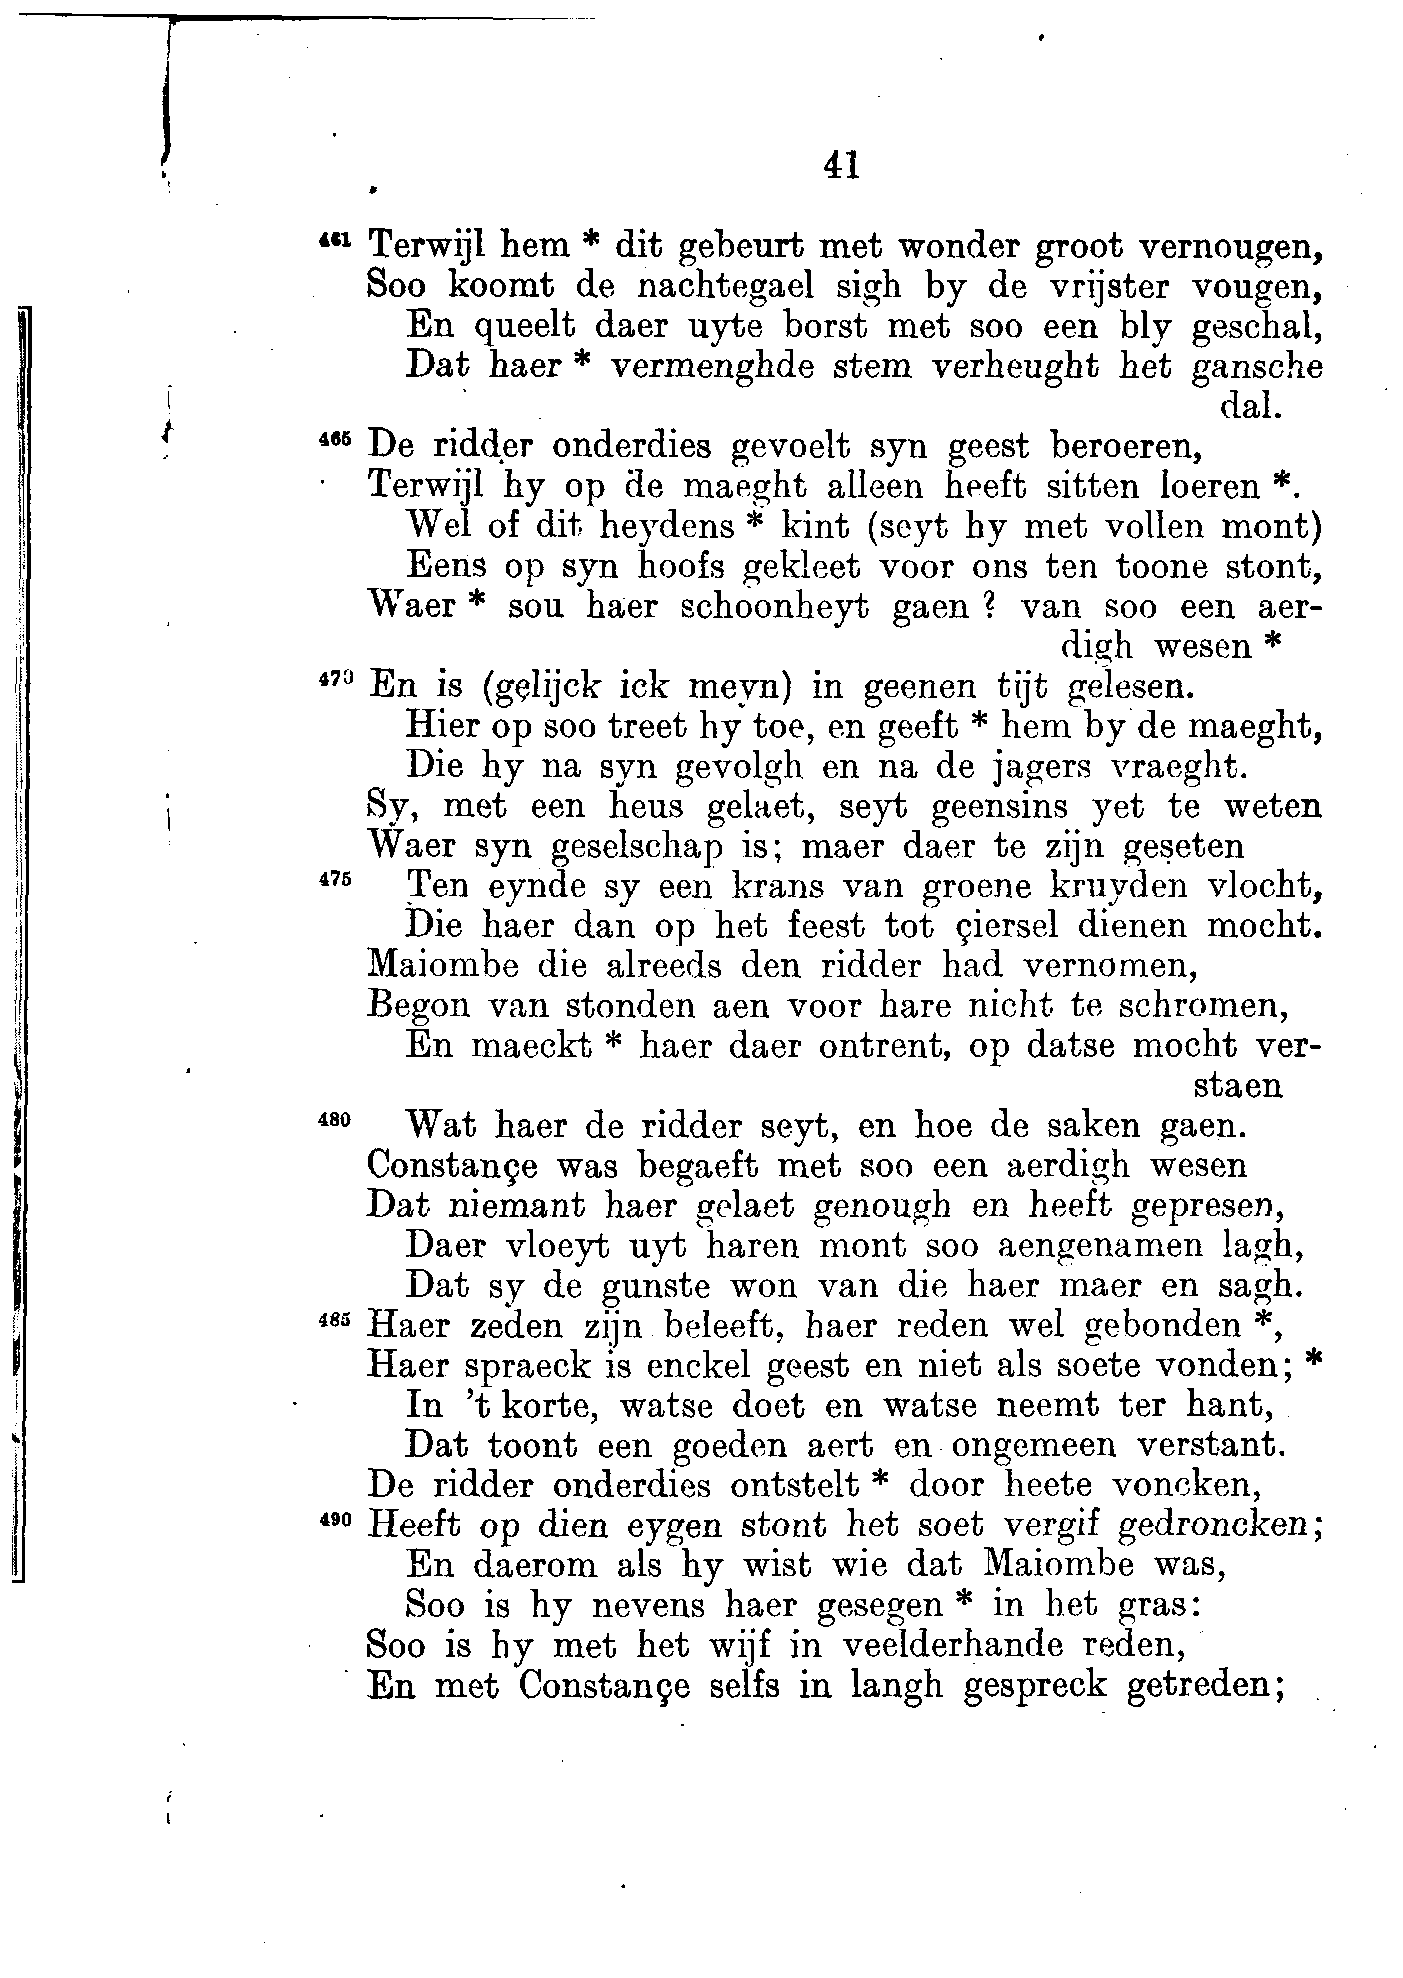 41
461 Terwijl hem * dit gebeurt met wonder groot vernougen,
Soo koomt de nachtegael sigh by de vrijster vougen,
En queelt daer uyte borst met soo een bly geschal,
Dat haer * vermenghde stem verheught het gansche
dal.
465 De ridder onderdies gevoelt syn geest beroeren,
Terwijl hy op de maeght alleen heeft sitten loeren *.
Wel of dit heydens * kint (seyt hy met vollen mont)
Eens op syn hoofs gekleet voor ons ten toone stont,
Waer * sou haer schoonheyt gaen? van soo een aer-
digh wesen *
470 En is (gelijck ick meyn) in geenen tijt gelesen.
Hier op soo treet hy toe, en geeft * hem by de maeght,
Die hy na syn gevolgh en na de jagers vraeght.
Sy, met een heus gelaet, seyt geensins yet te weten
Waer syn geselschap is; maer daer te zijn geseten
475 Ten eynde sy een krans van groene kruyden vlocht,
Die haer dan op het feest tot çiersel dienen mocht.
Maiombe die alreeds den ridder had vernomen,
Begon van stonden aen voor hare nicht te schromen,
En maeckt * haer daer ontrent, op datse mocht ver-
staen
480 Wat haer de ridder seyt, en hoe de saken gaen.
Constançe was begaeft met soo een aerdigh wesen
Dat niemant haer gelaet genough en heeft gepresen,
Daer vloeyt uyt haren mont soo aengenamen lagh,
Dat sy de gunste won van die haer maer en sagh.
485 Haer zeden zijn beleeft, haer reden wel gebonden *,
Haer spraeck is enckel geest en niet als soete vonden; *
In 't korte, watse doet en watse neemt ter hant,
Dat toont een goeden aert en ongemeen verstant.
De ridder onderdies ontstelt * door heete voncken,
490 Heeft op dien eygen stont het soet vergif gedroncken;
En daerom als hy wist wie dat Maiombe was,
Soo is hy nevens haer gesegen * in het gras:
Soo is hy met het wijf in veelderhande reden,
En met Constançe selfs in langh gespreck getreden;